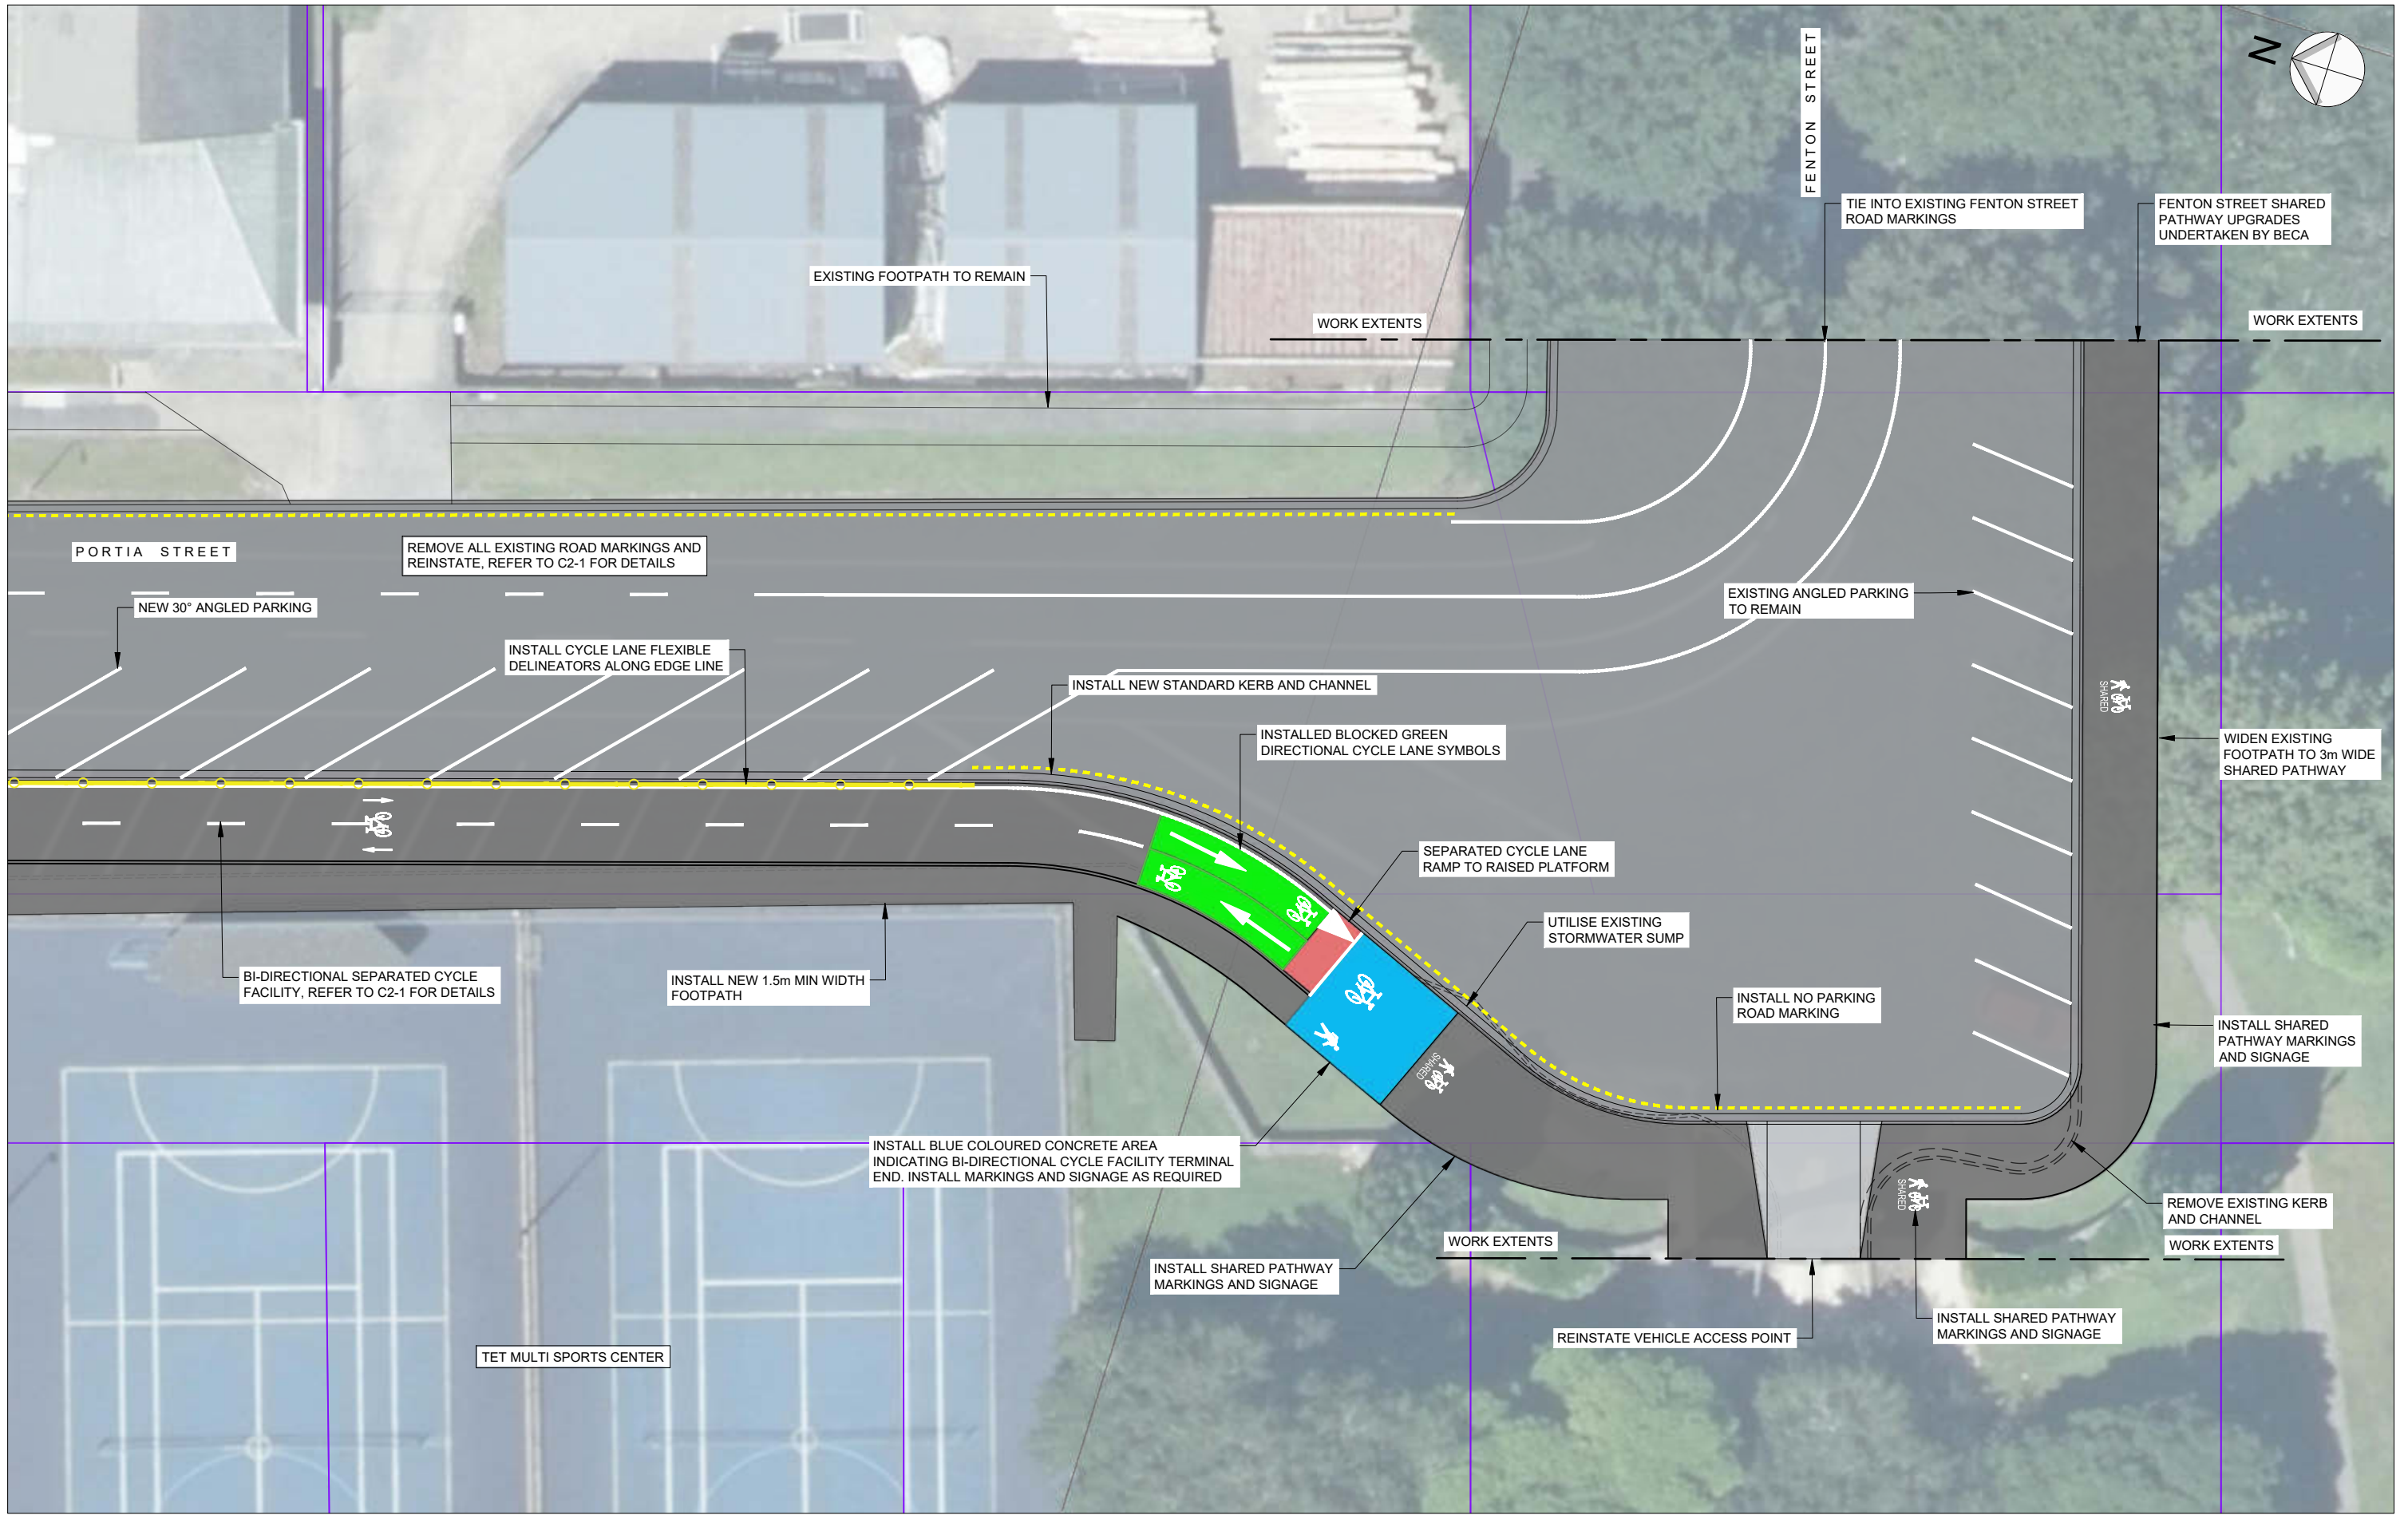 N
FENTON STREET
TIE INTO EXISTING FENTON STREET
ROAD MARKINGS
FENTON STREET SHARED
PATHWAY UPGRADES
UNDERTAKEN BY BECA
EXISTING FOOTPATH TO REMAIN
WORK EXTENTS
WORK EXTENTS
PORTIA STREET
REMOVE ALL EXISTING ROAD MARKINGS AND
REINSTATE, REFER TO C2-1 FOR DETAILS
NEW 30° ANGLED PARKING
EXISTING ANGLED PARKING
TO REMAIN
INSTALL CYCLE LANE FLEXIBLE
DELINEATORS ALONG EDGE LINE
INSTALL NEW STANDARD KERB AND CHANNEL
SHARED
INSTALLED BLOCKED GREEN
DIRECTIONAL CYCLE LANE SYMBOLS
WIDEN EXISTING
FOOTPATH TO 3m WIDE
SHARED PATHWAY
SEPARATED CYCLE LANE
RAMP TO RAISED PLATFORM
UTILISE EXISTING
STORMWATER SUMP
BI-DIRECTIONAL SEPARATED CYCLE
FACILITY, REFER TO C2-1 FOR DETAILS
INSTALL NEW 1.5m MIN WIDTH
FOOTPATH
INSTALL NO PARKING
ROAD MARKING
INSTALL SHARED
PATHWAY MARKINGS
AND SIGNAGE
SHARED
INSTALL BLUE COLOURED CONCRETE AREA
INDICATING BI-DIRECTIONAL CYCLE FACILITY TERMINAL
END. INSTALL MARKINGS AND SIGNAGE AS REQUIRED
SHARED
REMOVE EXISTING KERB
AND CHANNEL
WORK EXTENTS
WORK EXTENTS
INSTALL SHARED PATHWAY
MARKINGS AND SIGNAGE
INSTALL SHARED PATHWAY
MARKINGS AND SIGNAGE
REINSTATE VEHICLE ACCESS POINT
TET MULTI SPORTS CENTER